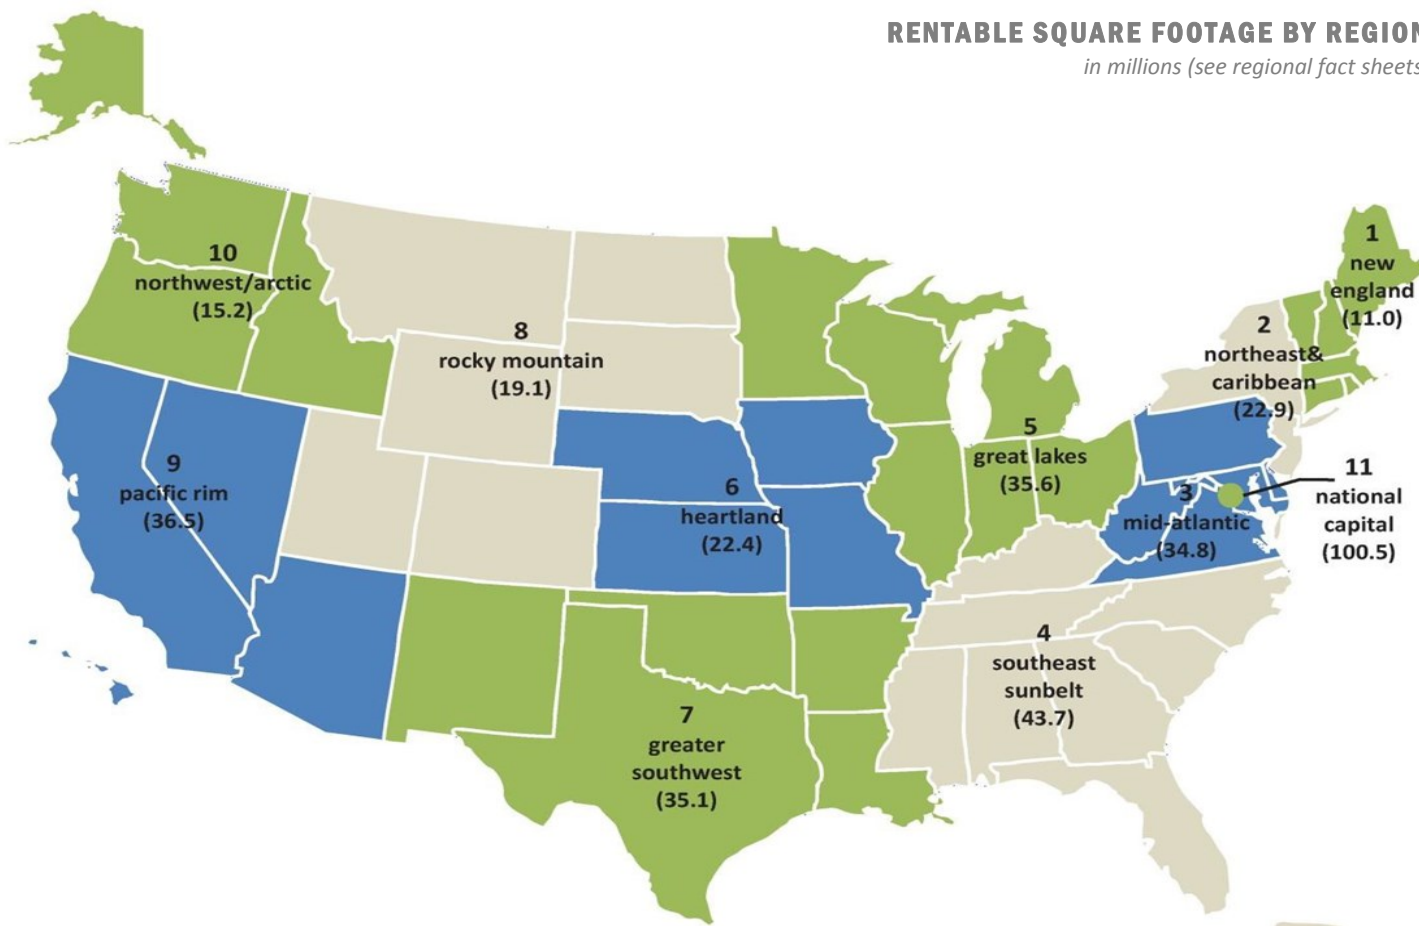 RENTABLE SQUARE FOOTAGE BY REGION
in millions (see regional fact sheets
10
northwest/arctic
(15.2)
8
rocky mountain
(19.1)
1
new
england
(11.0)
2
northeast&
caribbean
(22.9)
9
pacific rim
(36.5)
6
heartland
(22.4)
5
great lakes
(35.6)
3
mid-atlantic
(34.8)
11
national
capital
(100.5)
7
greater
southwest
(35.1)
4
southeast
sunbelt
(43.7)